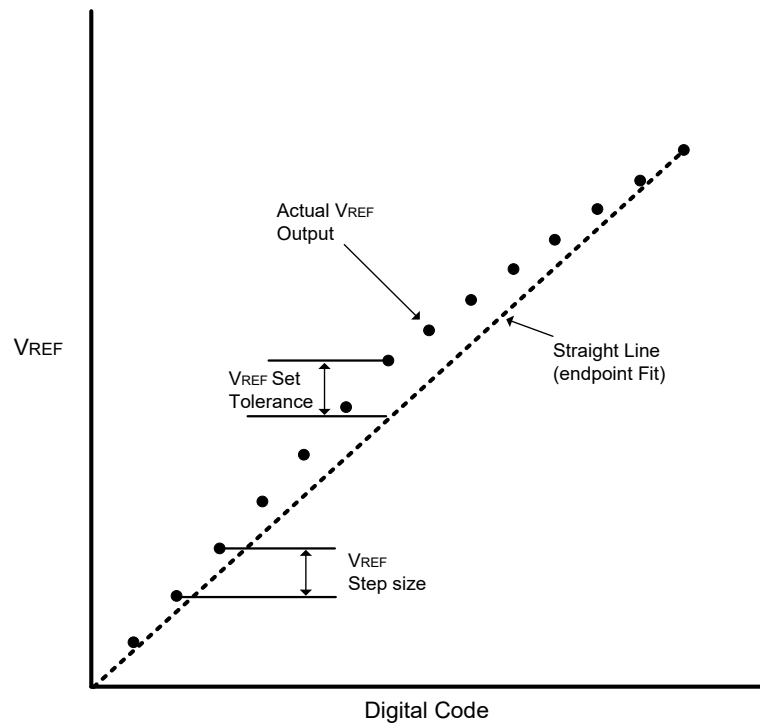 Actual VREF
Output
VREF
Straight Line
(endpoint Fit)
VREF Set
Tolerance
VREF
Step size
Digital Code